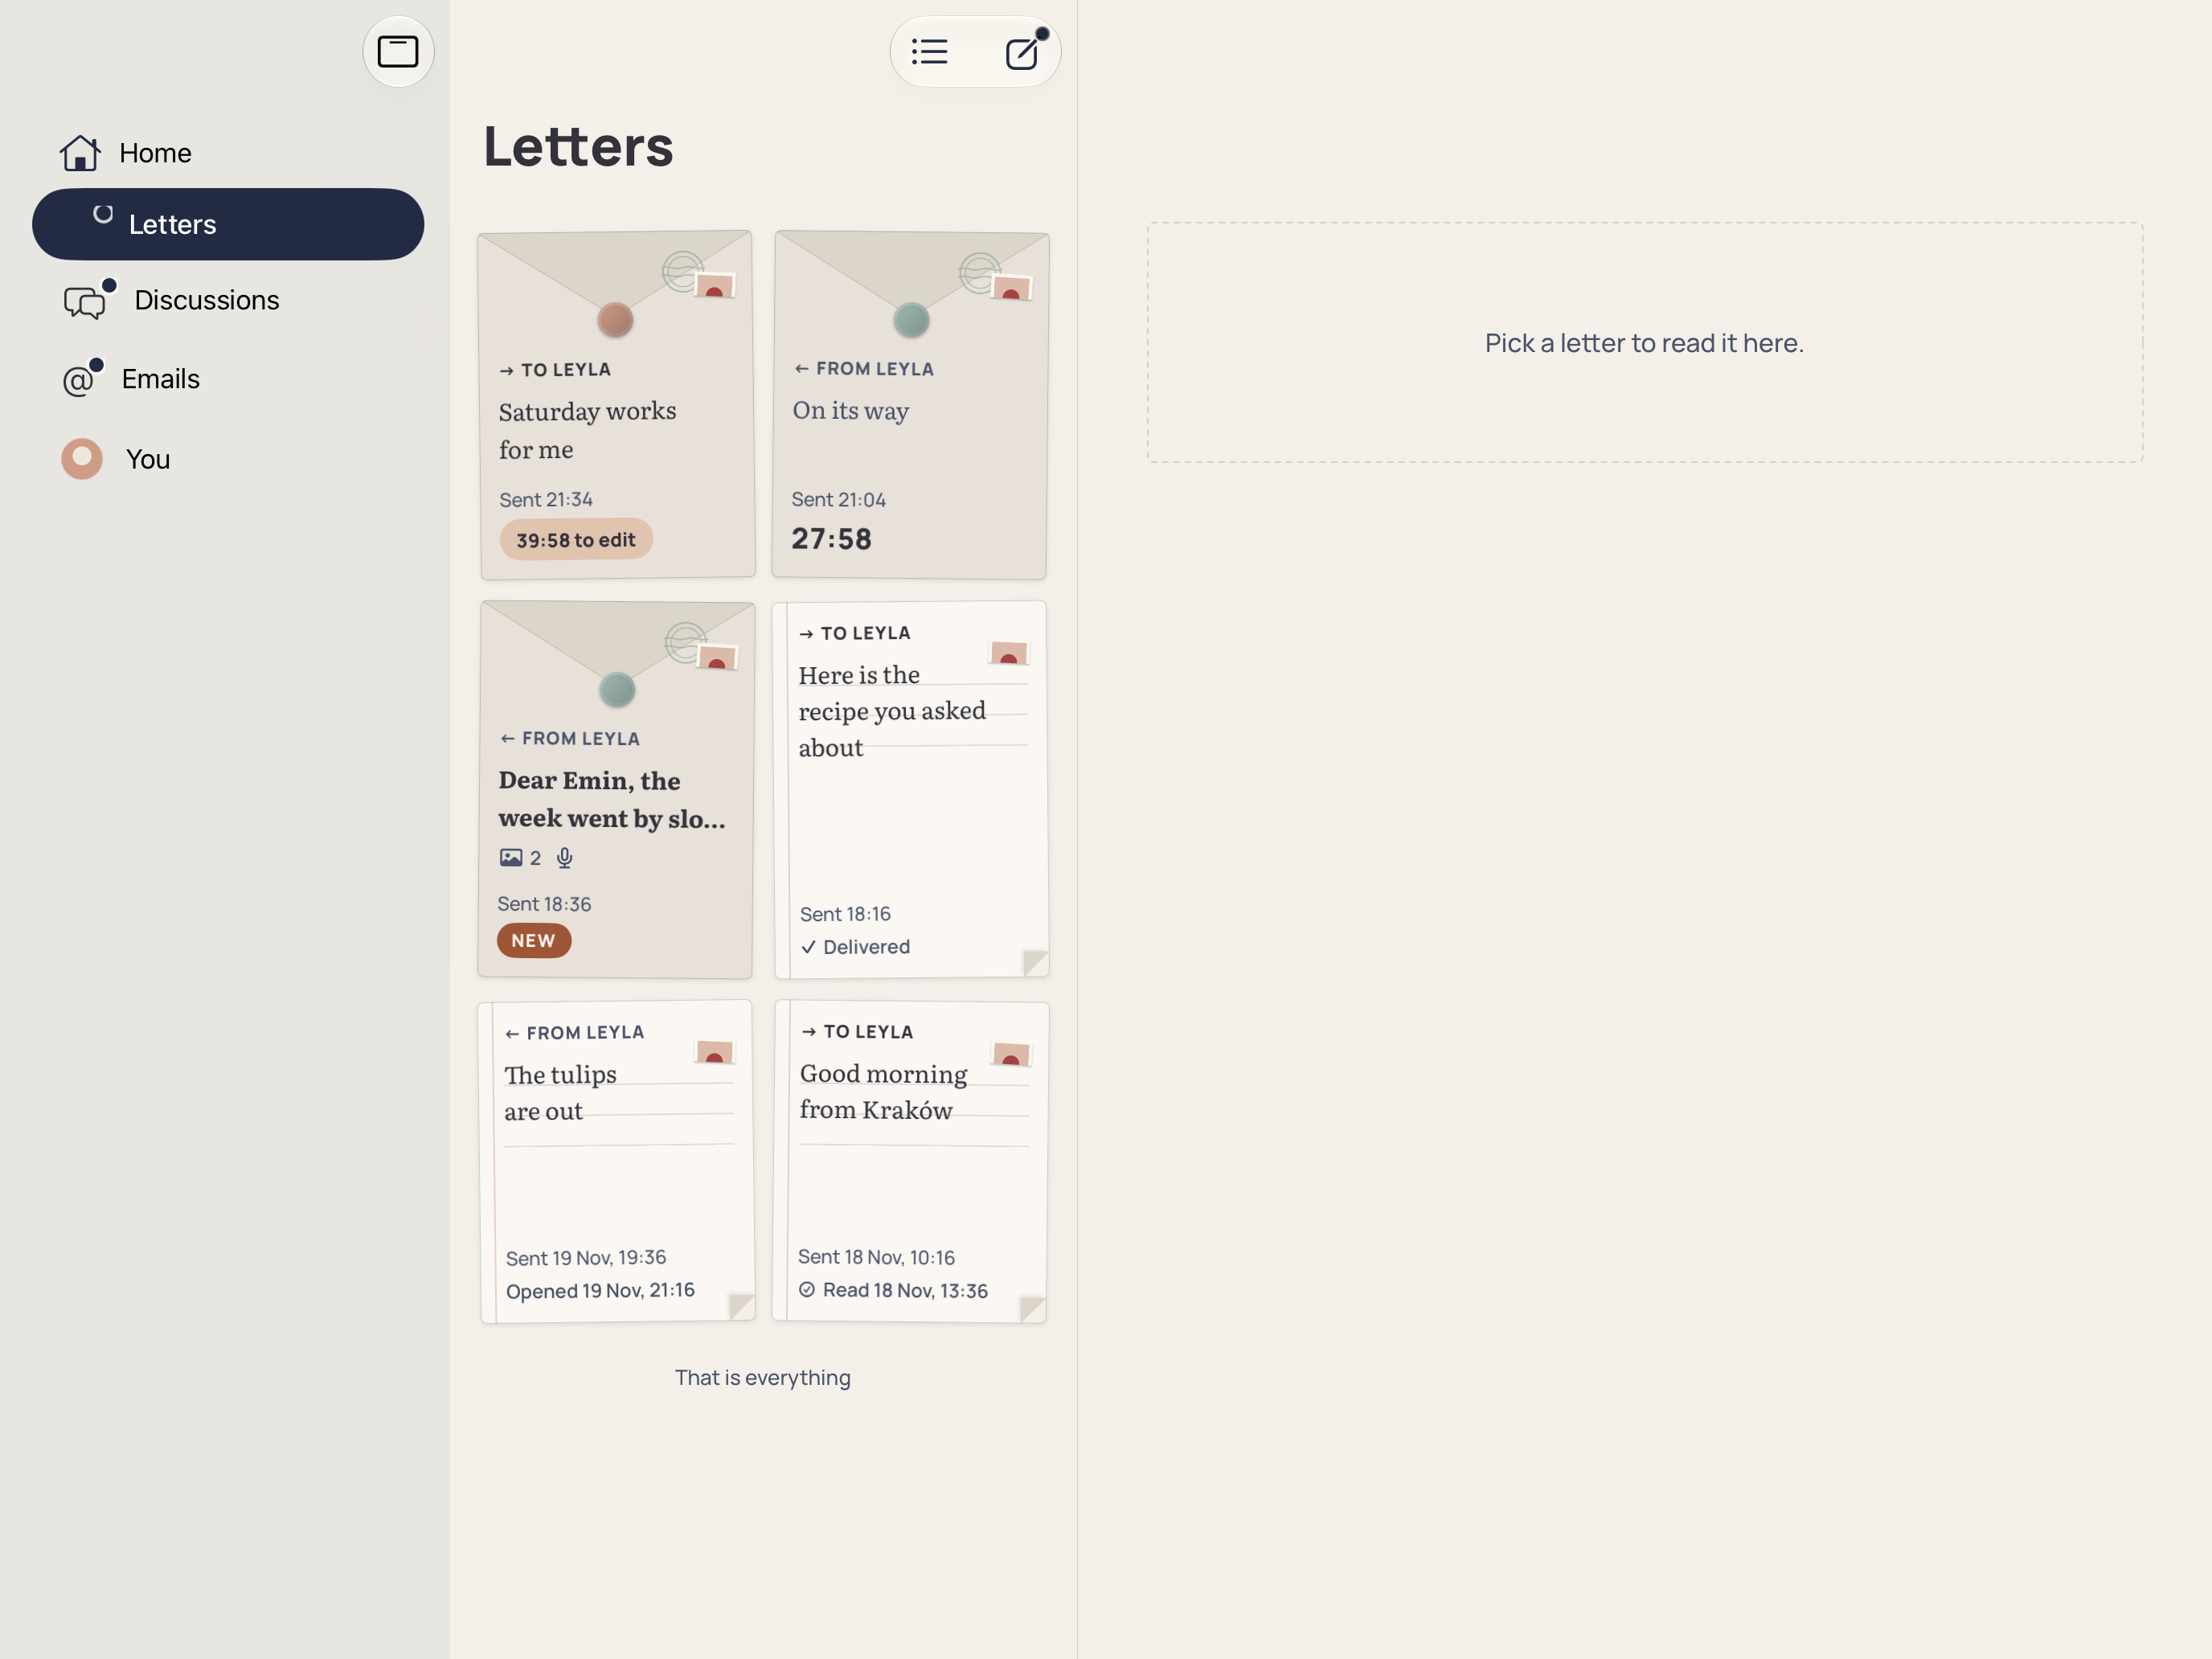 Home
Letters
Discussions
@ Emails
You
Letters
→ TO LEYLA
Saturday works
for me
Sent 21:34
39:58 to edit
← FROM LEYLA
On its way
Sent 21:04
27:58
← FROM LEYLA
Dear Emin, the
week went by slo...
2
Sent 18:36
NEW
→ TO LEYLA
Here is the
recipe you asked
about
Sent 18:16
✓ Delivered
← FROM LEYLA
The tulips
are out
Sent 19 Nov, 19:36
Opened 19 Nov, 21:16
→ TO LEYLA
Good morning
from Kraków
Sent 18 Nov, 10:16
Read 18 Nov, 13:36
That is everything
Pick a letter to read it here.